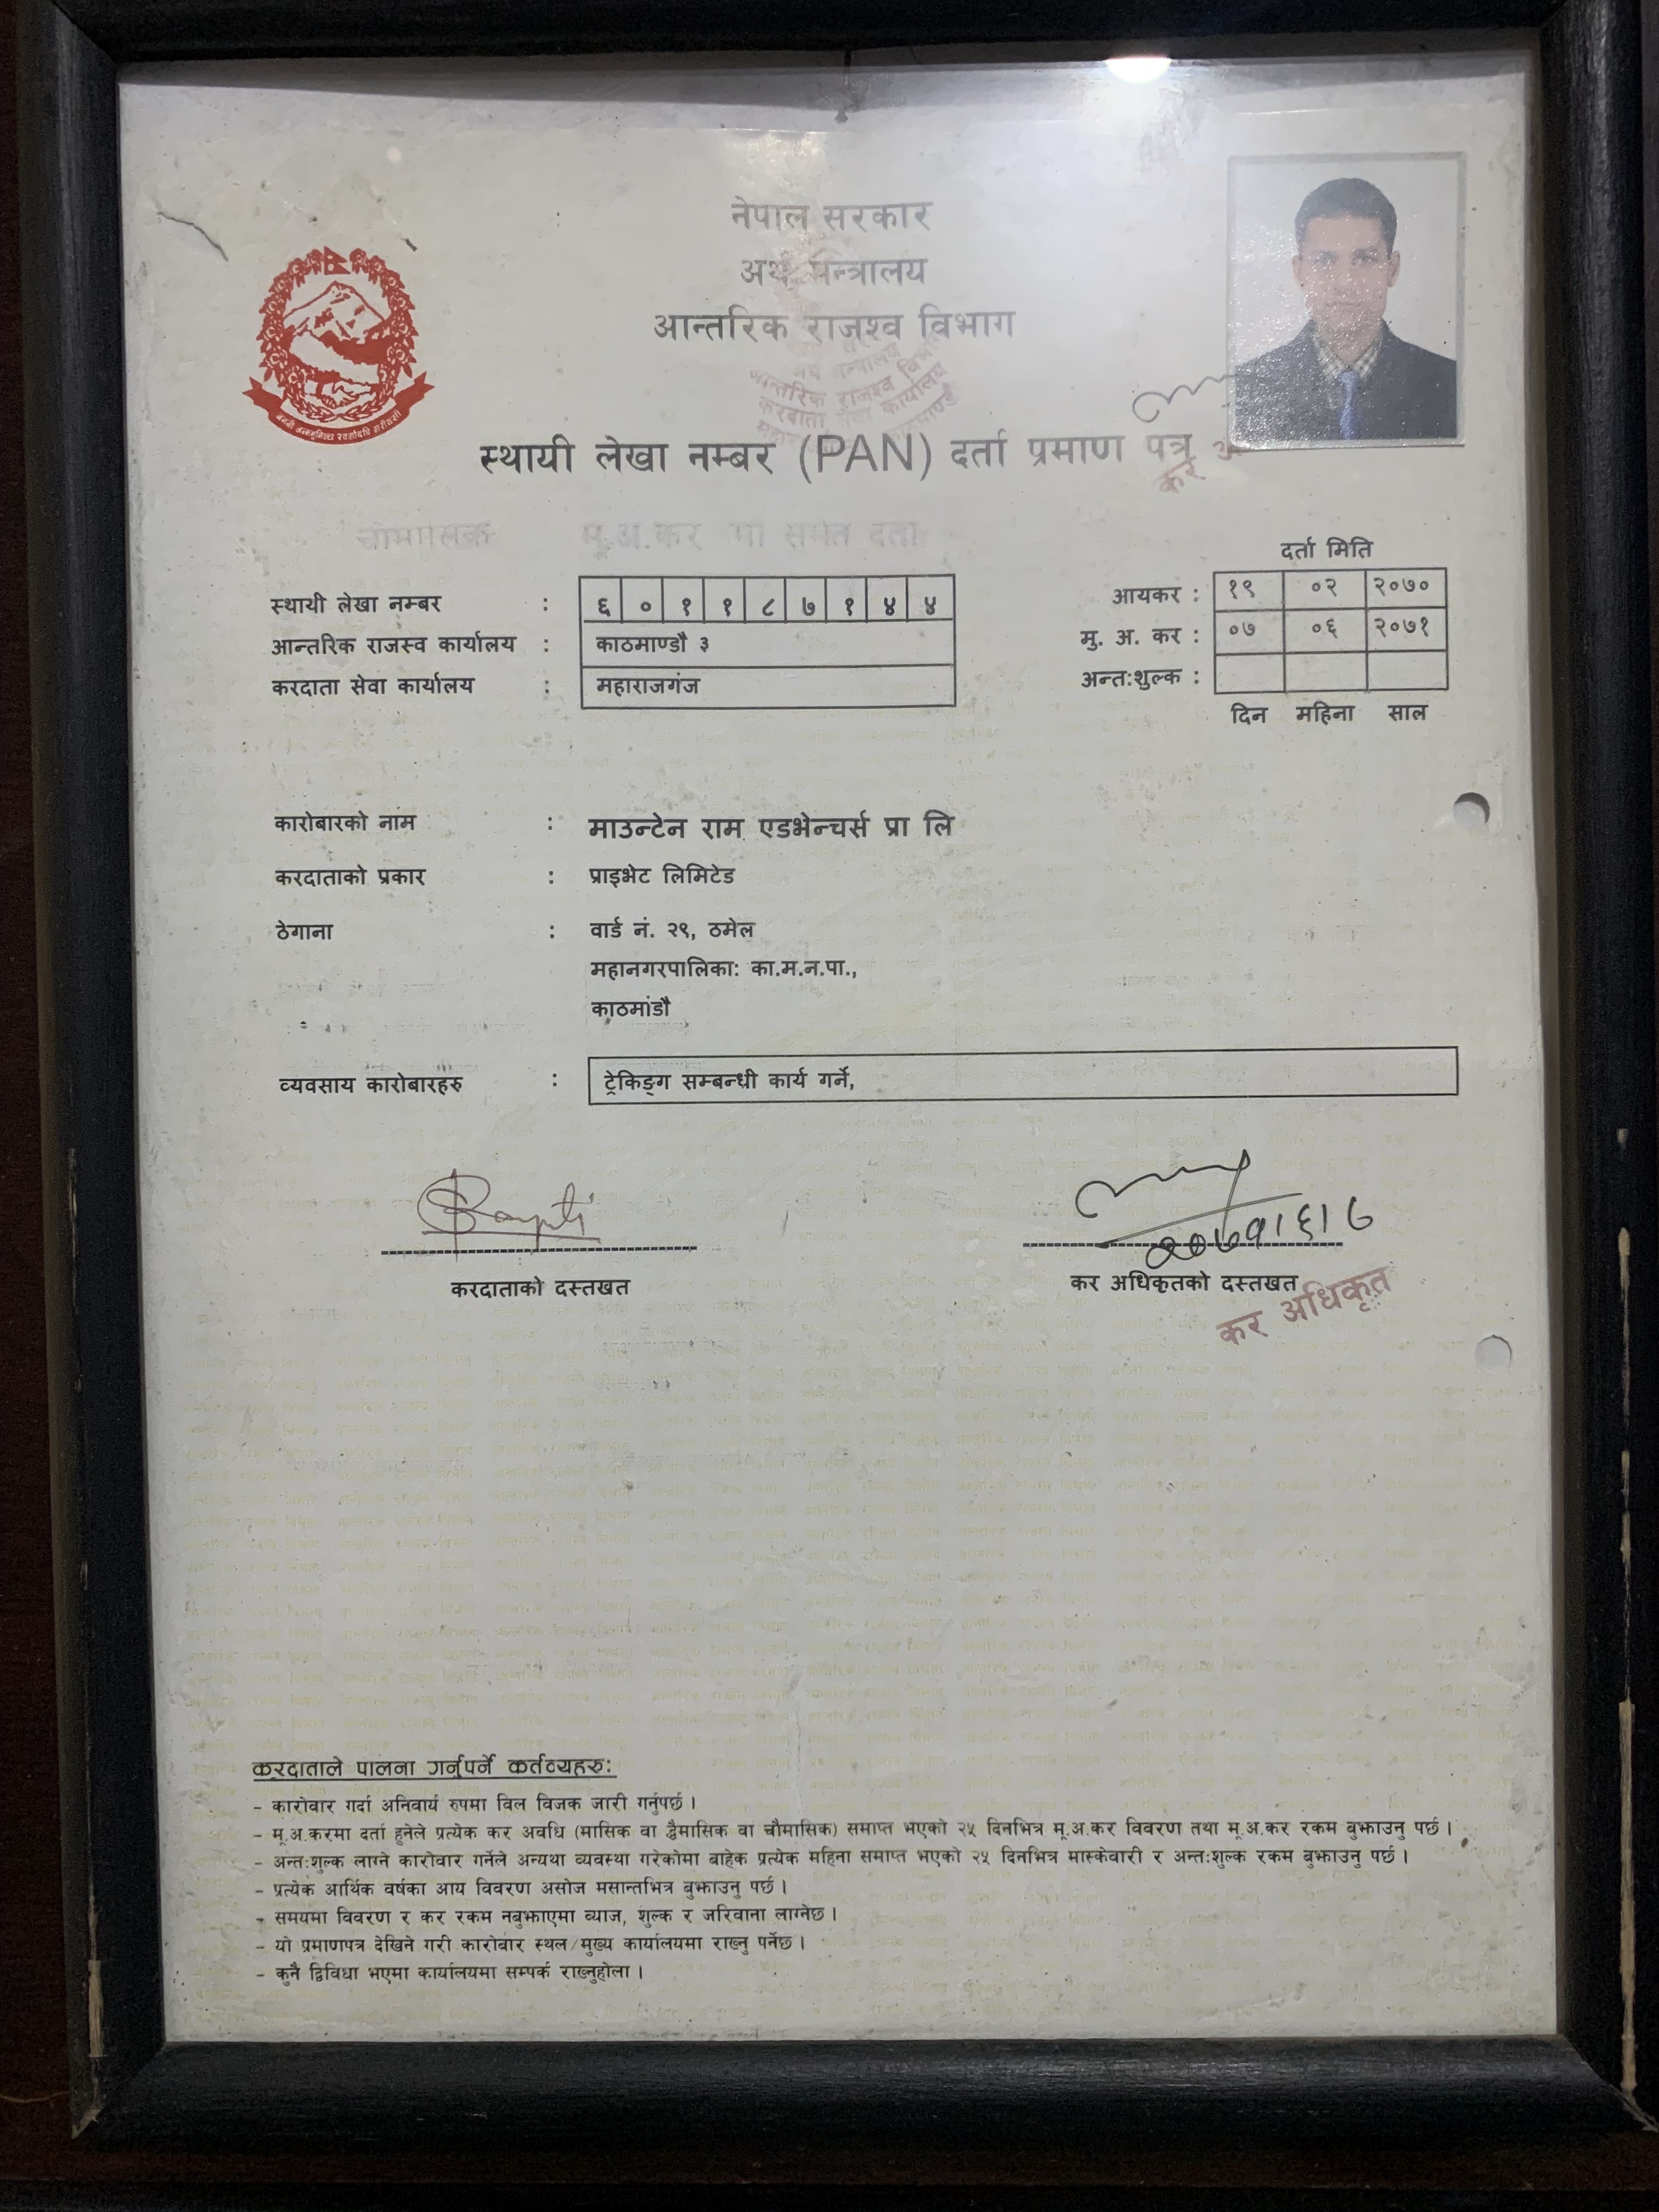 नेपाल सरकार
अर्थ मन्त्रालय
आन्तरिक राजश्व विभाग
स्थायी लेखा नम्बर (PAN) दर्ता प्रमाण पत्र
मू.अ.कर मा समेत दर्ता
दर्ता मिति
स्थायी लेखा नम्बर : ६ ० १ १ ८ ७ १ ४ ४
आयकर : १९ ०२ २०७०
आन्तरिक राजस्व कार्यालय : काठमाण्डौ ३
मु. अ. कर : ०७ ०६ २०७१
करदाता सेवा कार्यालय : महाराजगंज
अन्त:शुल्क :
दिन महिना साल
कारोबारको नाम : माउन्टेन राम एडभेन्चर्स प्रा लि
करदाताको प्रकार : प्राइभेट लिमिटेड
ठेगाना : वार्ड नं. २९, ठमेल
महानगरपालिका: का.म.न.पा.,
काठमांडौ
व्यवसाय कारोबारहरु : ट्रेकिङ्ग सम्बन्धी कार्य गर्ने,
२०७१।६।७
करदाताको दस्तखत
कर अधिकृतको दस्तखत
कर अधिकृत
करदाताले पालना गर्नुपर्ने कर्तव्यहरु:
- कारोबार गर्दा अनिवार्य रुपमा विल विजक जारी गर्नुपर्छ ।
- मू.अ.करमा दर्ता हुनेले प्रत्येक कर अवधि (मासिक वा द्वैमासिक वा चौमासिक) समाप्त भएको २५ दिनभित्र मू.अ.कर विवरण तथा मू.अ.कर रकम बुझाउनु पर्छ ।
- अन्त:शुल्क लाग्ने कारोवार गर्नेले अन्यथा व्यवस्था गरेकोमा बाहेक प्रत्येक महिना समाप्त भएको २५ दिनभित्र मास्केवारी र अन्त:शुल्क रकम बुझाउनु पर्छ ।
- प्रत्येक आर्थिक वर्षका आय विवरण असोज मसान्तभित्र बुझाउनु पर्छ ।
- समयमा विवरण र कर रकम नबुझाएमा ब्याज, शुल्क र जरिवाना लाग्नेछ ।
- यो प्रमाणपत्र देखिने गरी कारोबार स्थल/मुख्य कार्यालयमा राख्नु पर्नेछ ।
- कुनै द्विविधा भएमा कार्यालयमा सम्पर्क राख्नुहोला ।